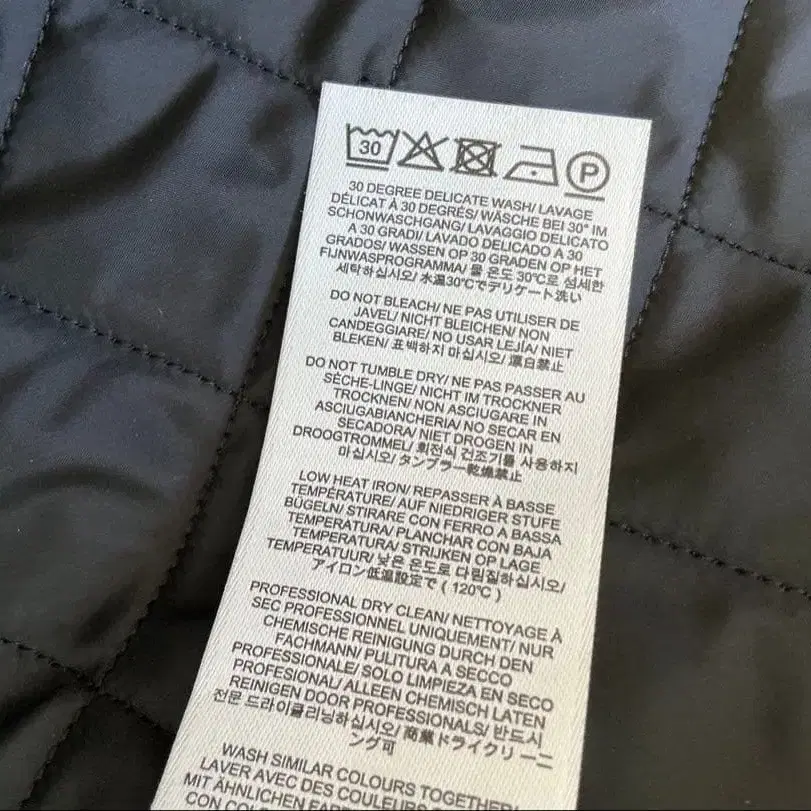 30
P
30 DEGREE DELICATE WASH/ LAVAGE
DÉLICAT À 30 DEGRÉS/ WÄSCHE BEI 30° IM
SCHONWASCHGANG/ LAVAGGIO DELICATO
A 30 GRADI/ LAVADO DELICADO A 30
GRADOS/ WASSEN OP 30 GRADEN OP HET
FIJNWASPROGRAMMA/ 물 온도 30℃로 섬세한
세탁하십시오/ 水温30℃でデリケート洗い
DO NOT BLEACH/ NE PAS UTILISER DE
JAVEL/ NICHT BLEICHEN/ NON
CANDEGGIARE/ NO USAR LEJÍA/ NIET
BLEKEN/ 표백하지 마십시오/ 漂白禁止
DO NOT TUMBLE DRY/ NE PAS PASSER AU
SÈCHE-LINGE/ NICHT IM TROCKNER
TROCKNEN/ NON ASCIUGARE IN
ASCIUGABIANCHERIA/ NO SECAR EN
SECADORA/ NIET DROGEN IN
DROOGTROMMEL/ 회전식 건조기를 사용하지
마십시오/ タンブラー乾燥禁止
LOW HEAT IRON/ REPASSER À BASSE
TEMPÉRATURE/ AUF NIEDRIGER STUFE
BÜGELN/ STIRARE CON FERRO A BASSA
TEMPERATURA/ PLANCHAR CON BAJA
TEMPERATURA/ STRIJKEN OP LAGE
TEMPERATUUR/ 낮은 온도로 다림질하십시오/
アイロン低温設定で ( 120℃ )
PROFESSIONAL DRY CLEAN/ NETTOYAGE À
SEC PROFESSIONNEL UNIQUEMENT/ NUR
CHEMISCHE REINIGUNG DURCH DEN
FACHMANN/ PULITURA A SECCO
PROFESSIONALE/ SOLO LIMPIEZA EN SECO
PROFESIONAL/ ALLEEN CHEMISCH LATEN
REINIGEN DOOR PROFESSIONALS/ 반드시
전문 드라이클리닝하십시오/ 商業ドライクリーニ
ング可
WASH SIMILAR COLOURS TOGETHER/
LAVER AVEC DES COULEURS
MIT ÄHNLICHEN
CON